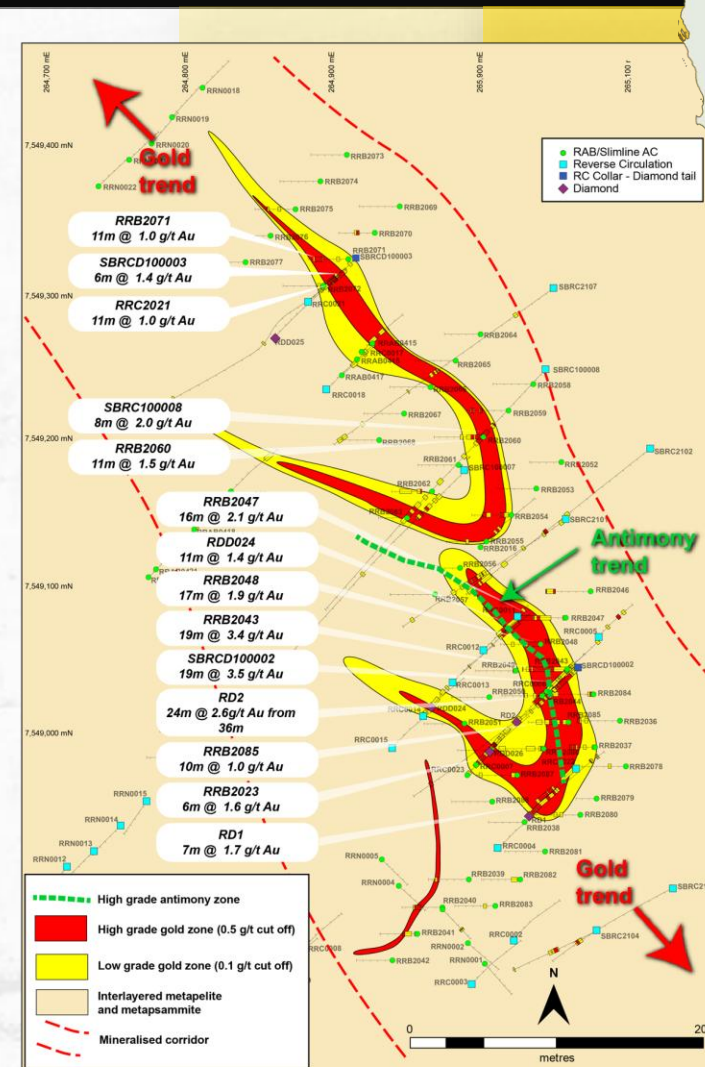 264,700 mE
264,800 mE
264,900 mE
265,900 mE
265,100
RRN0018
RRN0019
7,549,400 mN
RRN0020
RRN0022
Gold
trend
RRB2073
RRB2074
RRB2075
RRB2069
RRB2070
RRB2077
RRB2071
SBRCD100003
RAB/Slimline AC
Reverse Circulation
RC Collar - Diamond tail
Diamond
RRB2071
11m @ 1.0 g/t Au
SBRCD100003
6m @ 1.4 g/t Au
RRC2021
11m @ 1.0 g/t Au
7,549,300 mN
SBRC2107
RDD025
RRB2064
RRB2065
RRAB0417
RRC0018
SBRC100008
RRB2058
RRB2067
RRB2059
SBRC100008
8m @ 2.0 g/t Au
RRB2060
11m @ 1.5 g/t Au
7,549,200 mN
RRB2060
RRB2061
SBRC100007
RRB2062
RRB2052
SBRC2102
RRB2053
RRB2054
SBRC2101
RRB2055
RRB2016
RRB2056
RRB2047
16m @ 2.1 g/t Au
RDD024
11m @ 1.4 g/t Au
RRB2048
17m @ 1.9 g/t Au
RRB2043
19m @ 3.4 g/t Au
SBRCD100002
19m @ 3.5 g/t Au
RD2
24m @ 2.6g/t Au from
36m
RRB2085
10m @ 1.0 g/t Au
RRB2023
6m @ 1.6 g/t Au
RD1
7m @ 1.7 g/t Au
Antimony
trend
7,549,100 mN
RRB2046
RRB2047
RRC0005
RRB2048
RRC0012
SBRCD100002
RRC0013
RRB2084
RRB2036
7,549,000 mN
RRC0015
RRB2037
RRB2078
RRC0023
RRB2079
RRB2080
RD1
RRB2038
RRC0004
RRB2081
RRN0015
RRN0014
RRN0013
RRN0012
RRN0005
RRN0004
RRB2039
RRB2082
RRB2040
RRB2083
RRB2041
RRB2042
RRN0002
RRC0002
RRN0001
RRC0003
SBRC2104
Gold
trend
High grade antimony zone
High grade gold zone (0.5 g/t cut off)
Low grade gold zone (0.1 g/t cut off)
Interlayered metapelite
and metapsammite
Mineralised corridor
N
0
20
metres